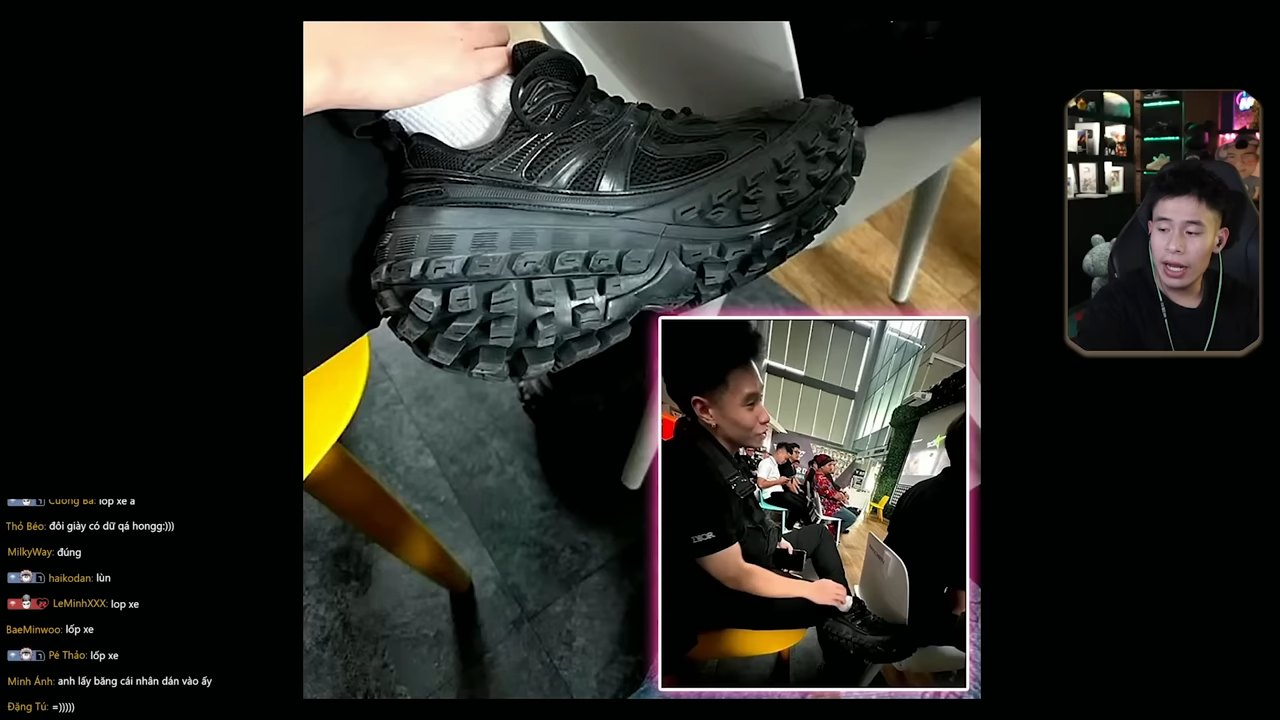 Cường Ba: lop xe a
Thỏ Béo: đôi giày có dữ qá hongg:)))
MilkyWay: đúng
haikodan: lùn
LeMinhXXX: lop xe
BaeMinwoo: lốp xe
Pé Thảo: lốp xe
Minh Ánh: anh lấy băng cái nhân dán vào ấy
Đặng Tú: =)))))
DIOR